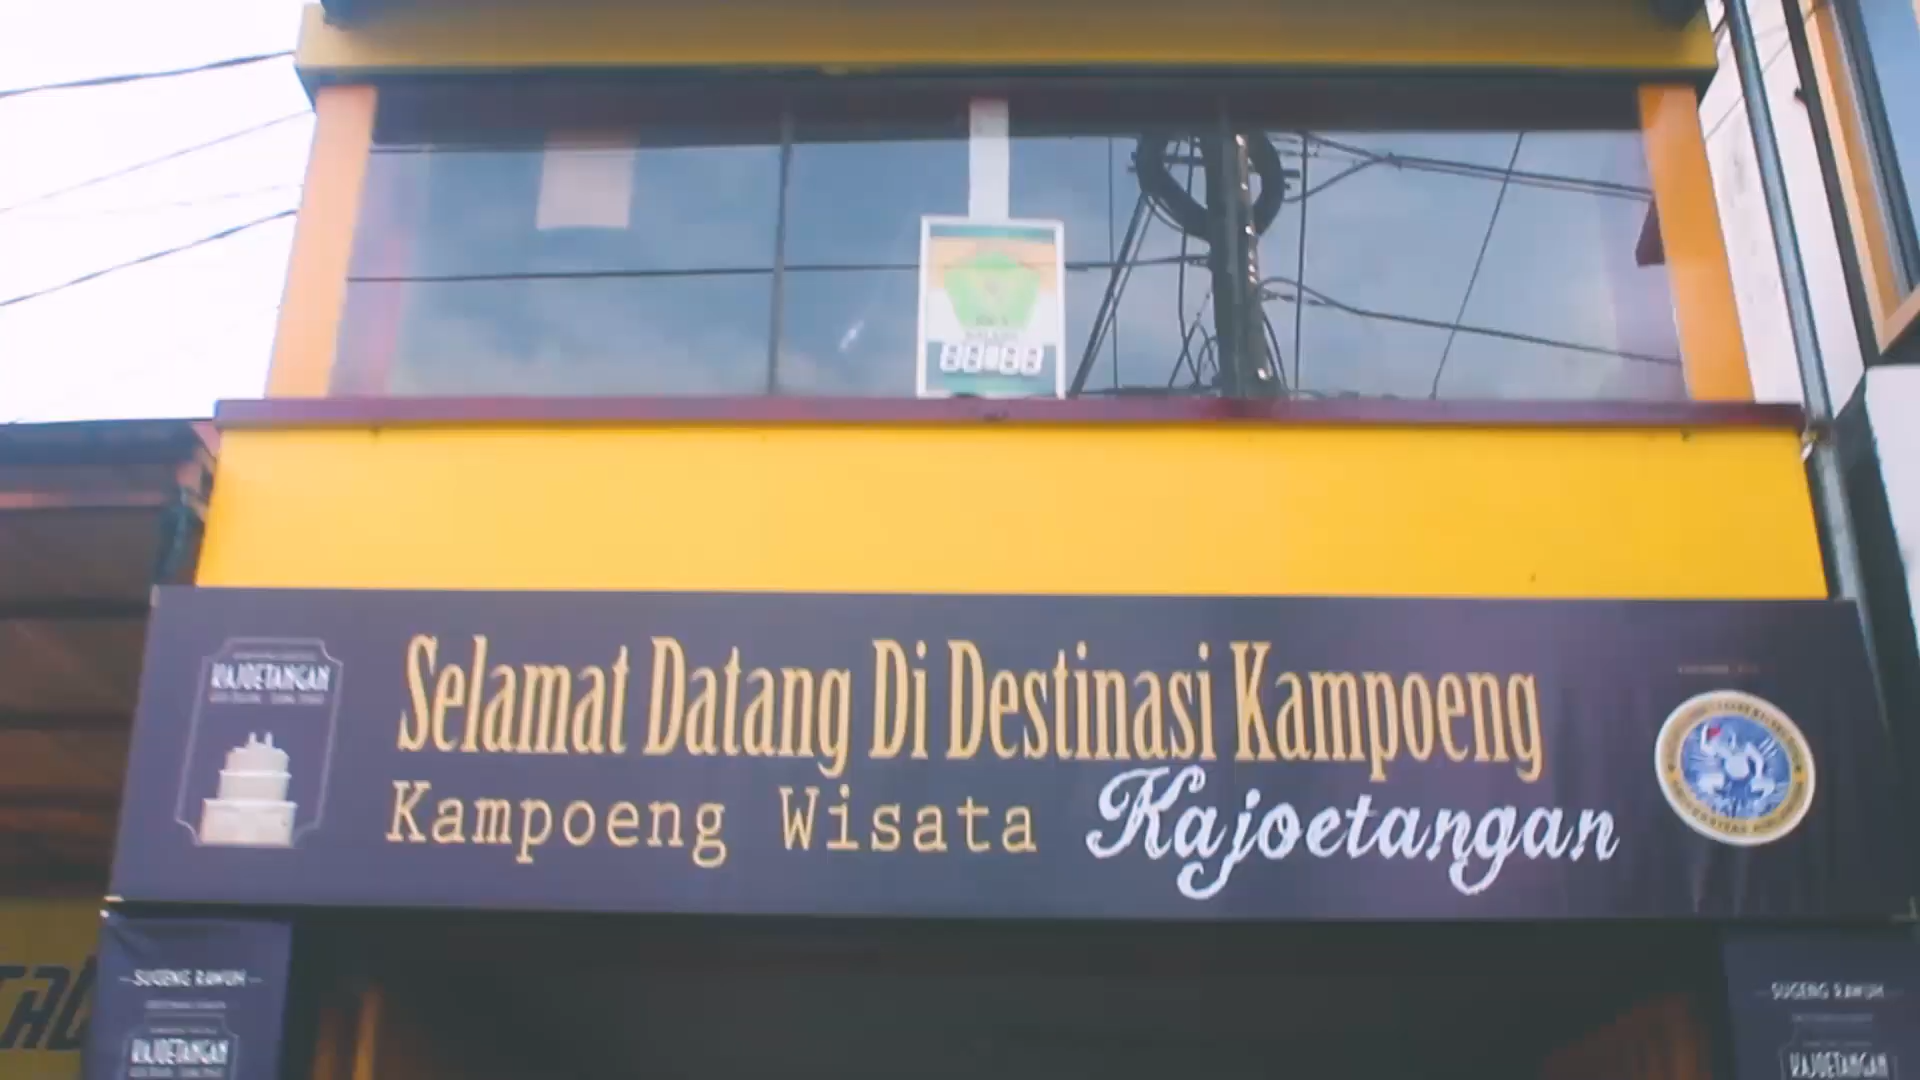 KAJOETANGAN
Selamat Datang Di Destinasi Kampoeng
Kampoeng Wisata Kajoetangan
SUGENG RAWUH
KAJOETANGAN
SUGENG RAWUH
KAJOETANGAN